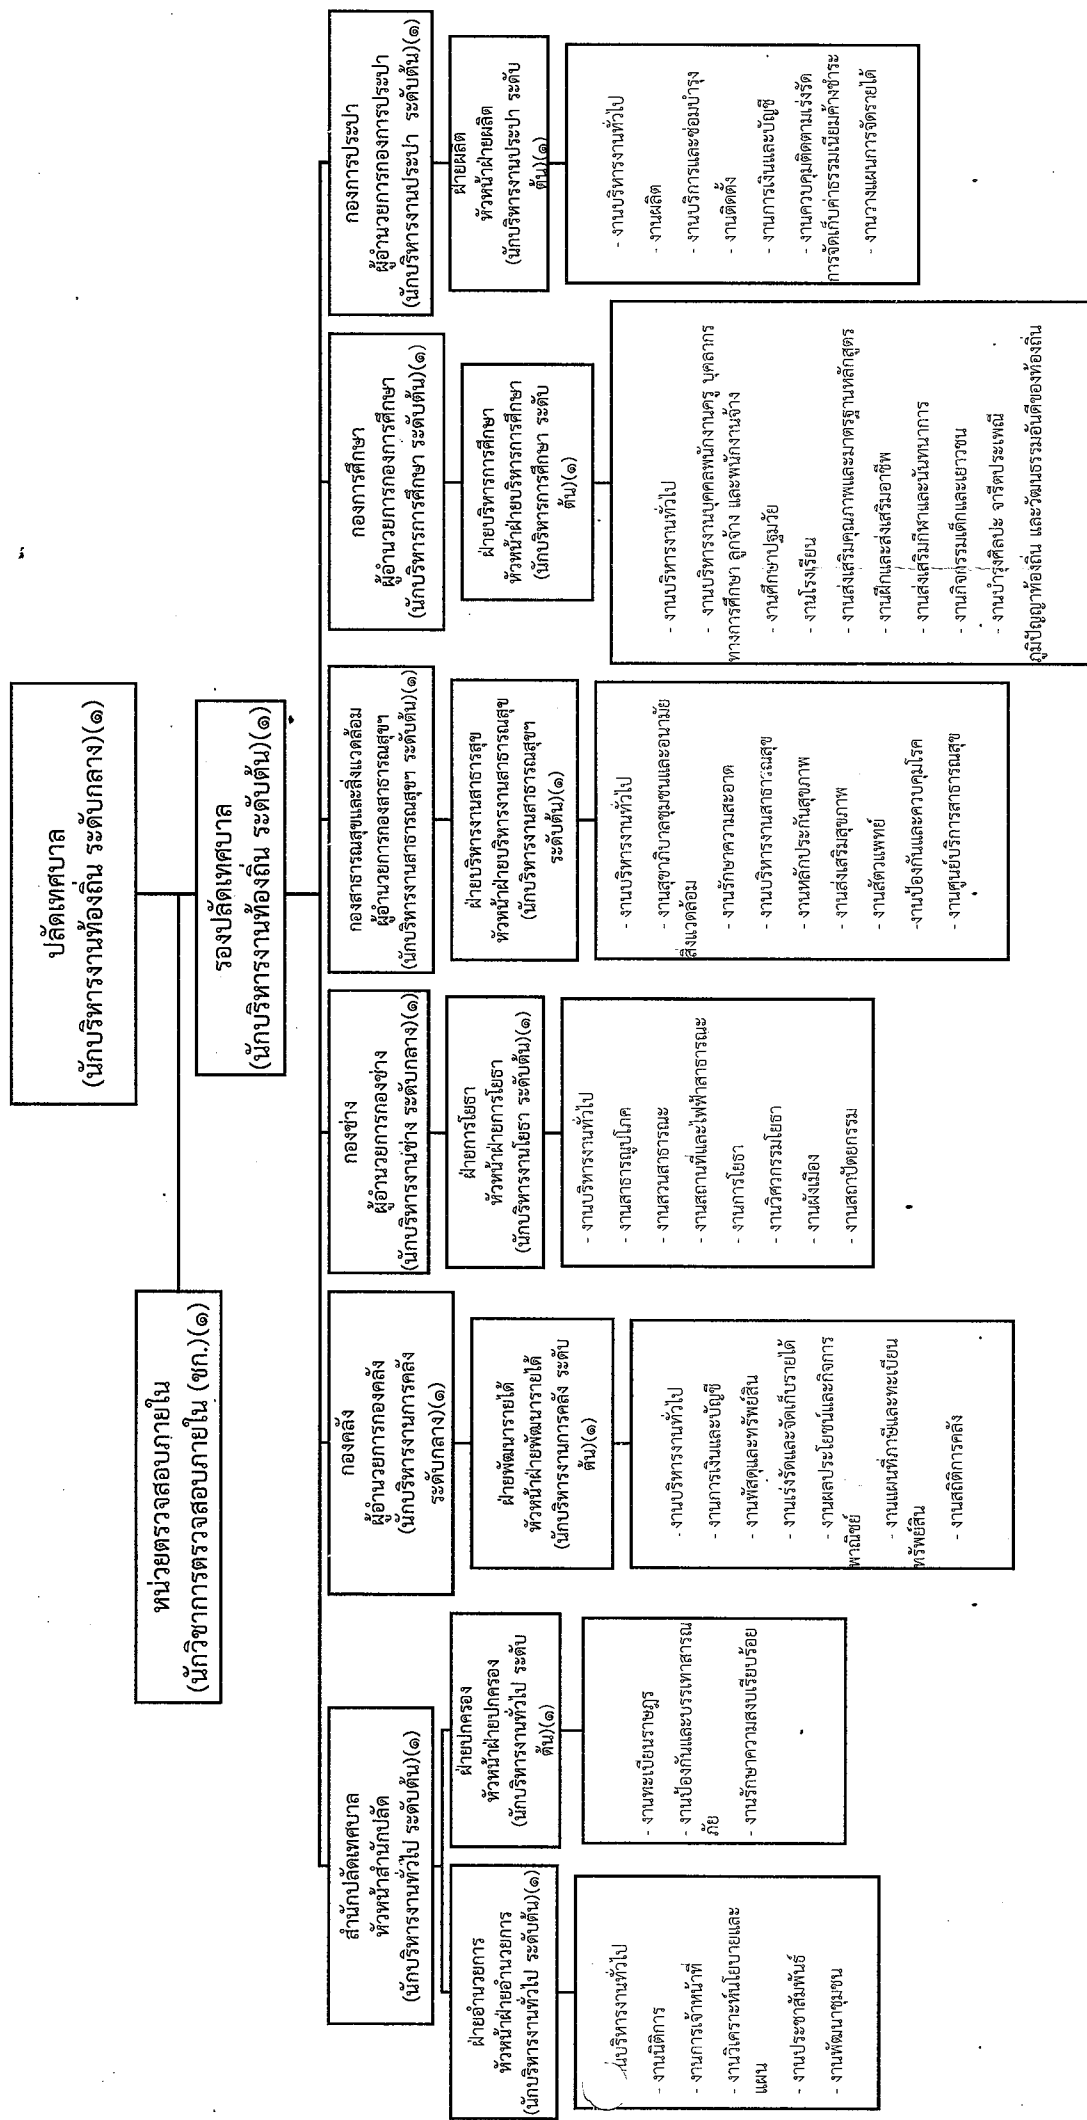 ปลัดเทศบาล
(นักบริหารงานท้องถิ่น ระดับกลาง)(๑)
หน่วยตรวจสอบภายใน
(นักวิชาการตรวจสอบภายใน (ชก.)(๑)
รองปลัดเทศบาล
(นักบริหารงานท้องถิ่น ระดับต้น)(๑)
สำนักปลัดเทศบาล
หัวหน้าสำนักปลัด
(นักบริหารงานทั่วไป ระดับต้น)(๑)
ฝ่ายอำนวยการ
หัวหน้าฝ่ายอำนวยการ
(นักบริหารงานทั่วไป ระดับต้น)(๑)
นบริหารงานทั่วไป
- งานนิติการ
- งานการเจ้าหน้าที่
- งานวิเคราะห์นโยบายและ
แผน
- งานประชาสัมพันธ์
- งานพัฒนาชุมชน
ฝ่ายปกครอง
หัวหน้าฝ่ายปกครอง
(นักบริหารงานทั่วไป ระดับ
ต้น)(๑)
- งานทะเบียนราษฎร
- งานป้องกันและบรรเทาสารณ
ภัย
- งานรักษาความสงบเรียบร้อย
กองคลัง
ผู้อำนวยการกองคลัง
(นักบริหารงานการคลัง
ระดับกลาง)(๑)
ฝ่ายพัฒนารายได้
หัวหน้าฝ่ายพัฒนารายได้
(นักบริหารงานการคลัง ระดับ
ต้น)(๑)
- งานบริหารงานทั่วไป
- งานการเงินและบัญชี
- งานพัสดุและทรัพย์สิน
- งานเร่งรัดและจัดเก็บรายได้
- งานผลประโยชน์และกิจการ
พาณิชย์
- งานแผนที่ภาษีและทะเบียน
ทรัพย์สิน
- งานสถิติการคลัง
กองช่าง
ผู้อำนวยการกองช่าง
(นักบริหารงานช่าง ระดับกลาง)(๑)
ฝ่ายการโยธา
หัวหน้าฝ่ายการโยธา
(นักบริหารงานโยธา ระดับต้น)(๑)
- งานบริหารงานทั่วไป
- งานสาธารณูปโภค
- งานสวนสาธารณะ
- งานสถานที่และไฟฟ้าสาธารณะ
- งานการโยธา
- งานวิศวกรรมโยธา
- งานผังเมือง
- งานสถาปัตยกรรม
กองสาธารณสุขและสิ่งแวดล้อม
ผู้อำนวยการกองสาธารณสุขฯ
(นักบริหารงานสาธารณสุขฯ ระดับต้น)(๑)
ฝ่ายบริหารงานสาธารสุข
หัวหน้าฝ่ายบริหารงานสาธารณสุข
(นักบริหารงานสาธารณสุขฯ
ระดับต้น)(๑)
- งานบริหารงานทั่วไป
- งานสุขาภิบาลชุมชนและอนามัย
สิ่งแวดล้อม
- งานรักษาความสะอาด
- งานบริหารงานสาธารณสุข
- งานหลักประกันสุขภาพ
- งานส่งเสริมสุขภาพ
- งานสัตวแพทย์
-งานป้องกันและควบคุมโรค
- งานศูนย์บริการสาธารณสุข
กองการศึกษา
ผู้อำนวยการกองการศึกษา
(นักบริหารการศึกษา ระดับต้น)(๑)
ฝ่ายบริหารการศึกษา
หัวหน้าฝ่ายบริหารการศึกษา
(นักบริหารการศึกษา ระดับ
ต้น)(๑)
- งานบริหารงานทั่วไป
- งานบริหารงานบุคคลพนักงานครู บุคลากร
ทางการศึกษา ลูกจ้าง และพนักงานจ้าง
- งานศึกษาปฐมวัย
- งานโรงเรียน
- งานส่งเสริมคุณภาพและมาตรฐานหลักสูตร
- งานฝึกและส่งเสริมอาชีพ
- งานส่งเสริมกีฬาและนันทนาการ
- งานกิจกรรมเด็กและเยาวชน
- งานบำรุงศิลปะ จารีตประเพณี
ภูมิปัญญาท้องถิ่น และวัฒนธรรมอันดีของท้องถิ่น
กองการประปา
ผู้อำนวยการกองการประปา
(นักบริหารงานประปา ระดับต้น)(๑)
ฝ่ายผลิต
หัวหน้าฝ่ายผลิต
(นักบริหารงานประปา ระดับ
ต้น)(๑)
- งานบริหารงานทั่วไป
- งานผลิต
- งานบริการและซ่อมบำรุง
- งานติดตั้ง
- งานการเงินและบัญชี
- งานควบคุมติดตามเร่งรัด
การจัดเก็บค่าธรรมเนียมค้างชำระ
- งานวางแผนการจัดรายได้